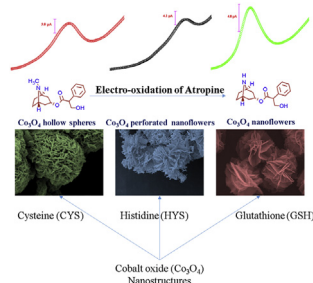 Electro-oxidation of Atropine
Co₃O₄ hollow spheres
Co₃O₄ perforated nanoflowers
Co₃O₄ nanoflowers
Cysteine (CYS)
Histidine (HYS)
Glutathione (GSH)
Cobalt oxide (Co₃O₄)
Nanostructures